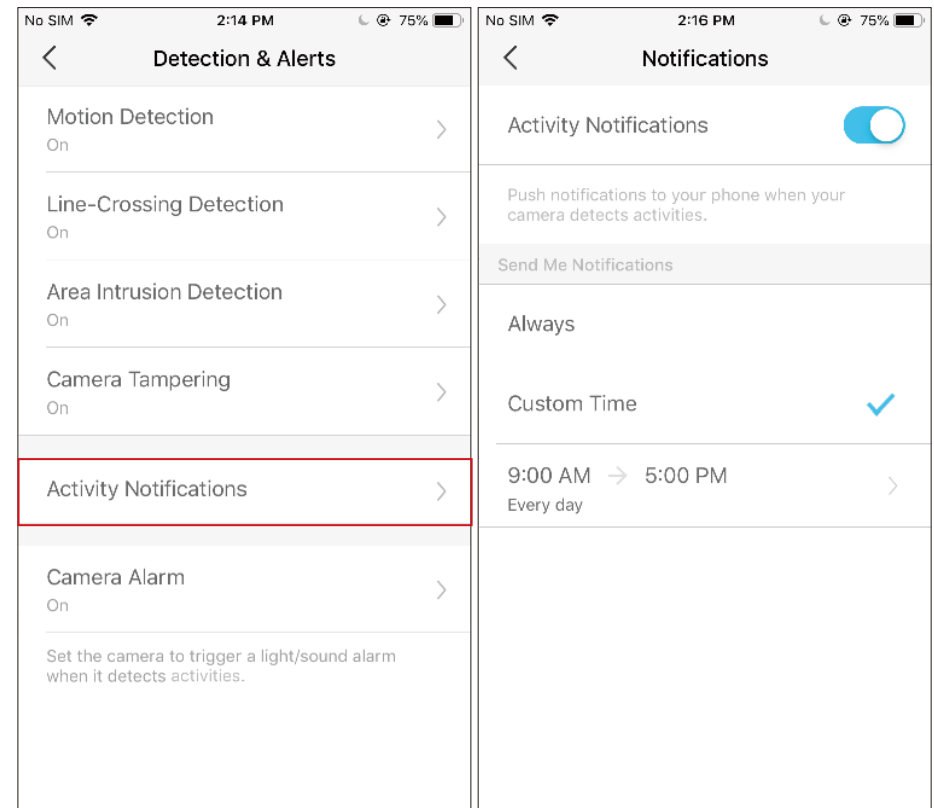 No SIM 2:14 PM 75%
Detection & Alerts
Motion Detection
On
Line-Crossing Detection
On
Area Intrusion Detection
On
Camera Tampering
On
Activity Notifications
Camera Alarm
On
Set the camera to trigger a light/sound alarm
when it detects activities.
No SIM 2:16 PM 75%
Notifications
Activity Notifications
Push notifications to your phone when your
camera detects activities.
Send Me Notifications
Always
Custom Time
9:00 AM → 5:00 PM
Every day